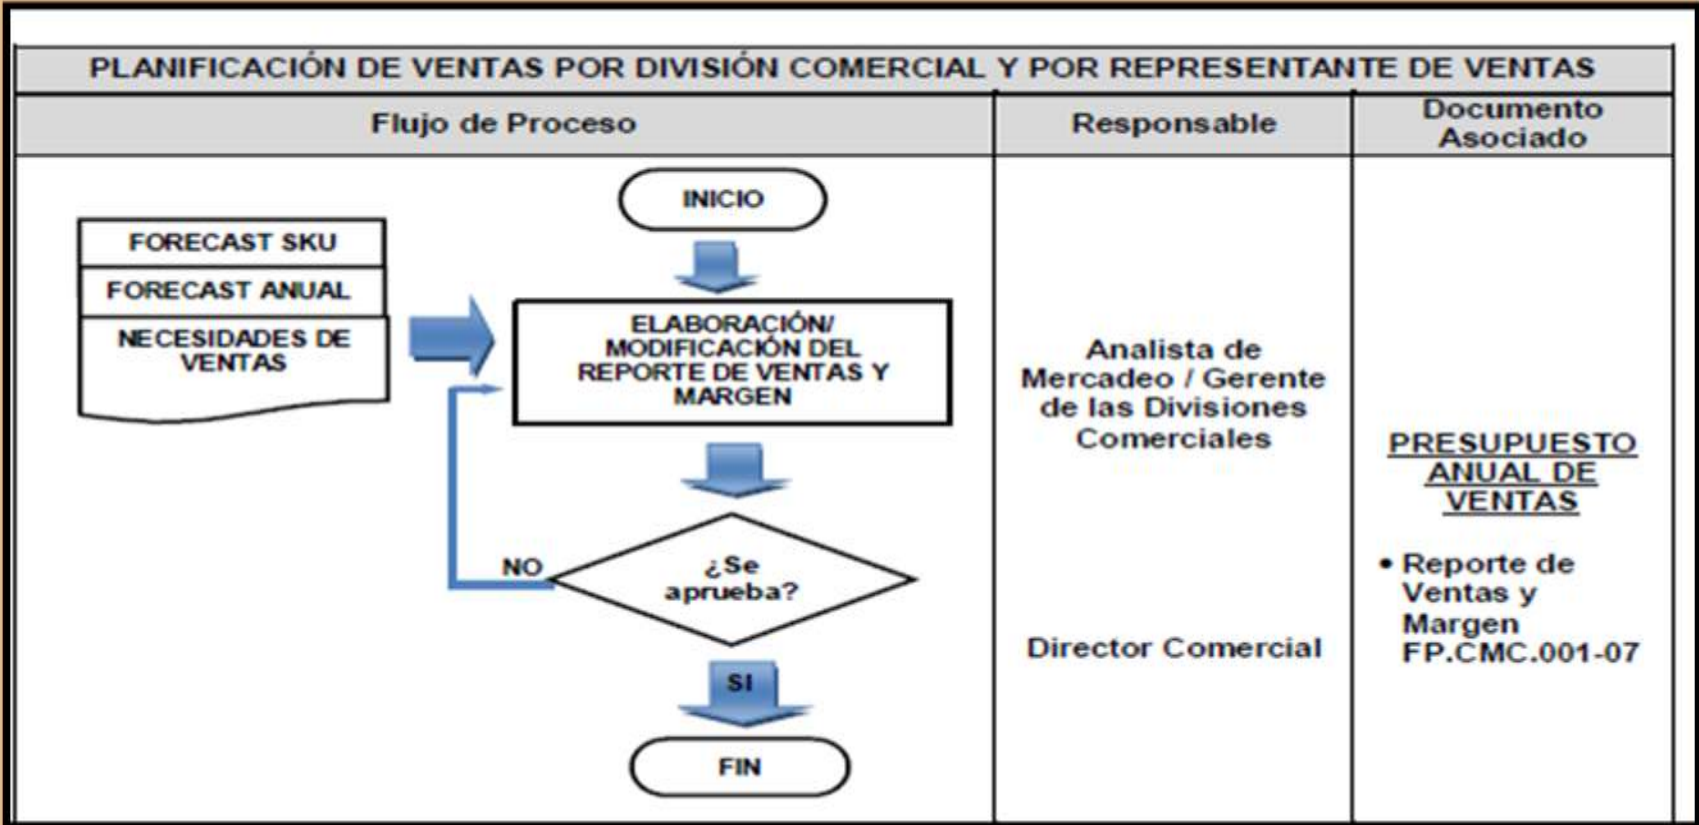 PLANIFICACIÓN DE VENTAS POR DIVISIÓN COMERCIAL Y POR REPRESENTANTE DE VENTAS
Flujo de Proceso
Responsable
Documento
Asociado
INICIO
FORECAST SKU
FORECAST ANUAL
NECESIDADES DE
VENTAS
ELABORACIÓN/
MODIFICACIÓN DEL
REPORTE DE VENTAS Y
MARGEN
NO
¿Se
aprueba?
SI
FIN
Analista de
Mercadeo / Gerente
de las Divisiones
Comerciales
Director Comercial
PRESUPUESTO
ANUAL DE
VENTAS
• Reporte de
Ventas y
Margen
FP.CMC.001-07